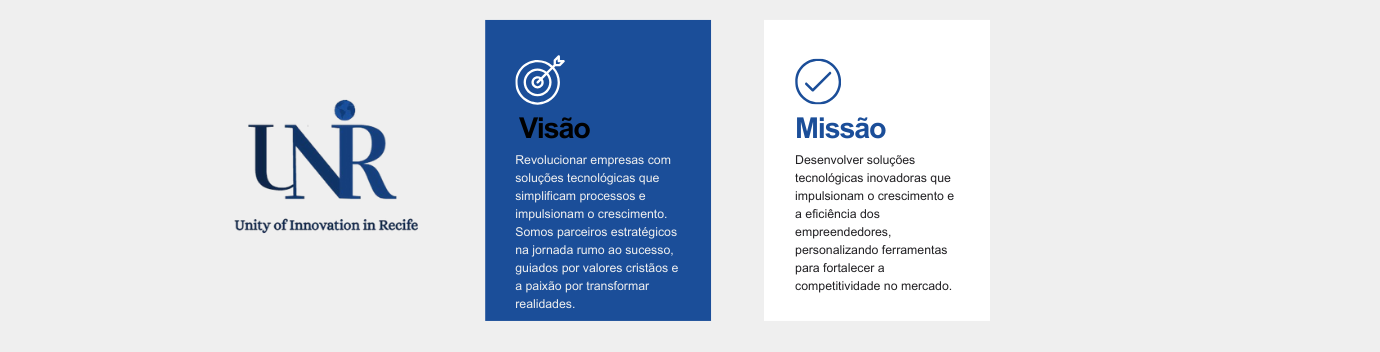 UNIR
Unity of Innovation in Recife
Visão
Revolucionar empresas com
soluções tecnológicas que
simplificam processos e
impulsionam o crescimento.
Somos parceiros estratégicos
na jornada rumo ao sucesso,
guiados por valores cristãos e
a paixão por transformar
realidades.
Missão
Desenvolver soluções
tecnológicas inovadoras que
impulsionam o crescimento e
a eficiência dos
empreendedores,
personalizando ferramentas
para fortalecer a
competitividade no mercado.